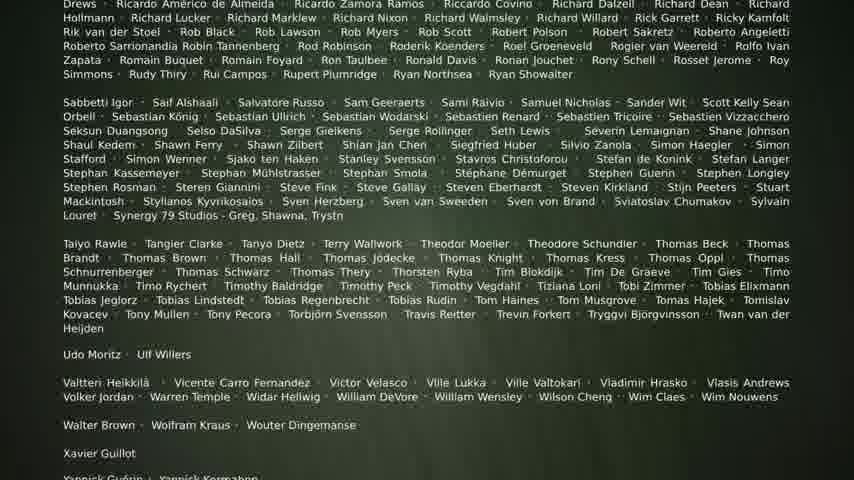 Drews · Ricardo Américo de Almeida · Ricardo Zamora Ramos · Riccardo Covino · Richard Dalzell · Richard Dean · Richard
Hollmann · Richard Lucker · Richard Marklew · Richard Nixon · Richard Walmsley · Richard Willard · Rick Garrett · Ricky Kamfolt
Rik van der Stoel · Rob Black · Rob Lawson · Rob Myers · Rob Scott · Robert Polson · Robert Sakretz · Roberto Angeletti
Roberto Sarrionandia Robin Tannenberg · Rod Robinson · Roderik Koenders · Roel Groeneveld · Rogier van Weereld · Rolfo Ivan
Zapata · Romain Buquet · Romain Foyard · Ron Taulbee · Ronald Davis · Ronan Jouchet · Rony Schell · Rosset Jerome · Roy
Simmons · Rudy Thiry · Rui Campos · Rupert Plumridge · Ryan Northsea · Ryan Showalter
Sabbetti Igor · Saif Alshaali · Salvatore Russo · Sam Geeraerts · Sami Raivio · Samuel Nicholas · Sander Wit · Scott Kelly Sean
Orbell · Sebastian König · Sebastian Ullrich · Sebastian Wodarski · Sebastien Renard · Sebastien Tricoire · Sebastien Vizzacchero
Seksun Duangsong · Selso DaSilva · Serge Gielkens · Serge Rollinger · Seth Lewis · Séverin Lemaignan · Shane Johnson
Shaul Kedem · Shawn Ferry · Shawn Zilbert · Shian Jan Chen · Siegfried Huber · Silvio Zanola · Simon Haegler · Simon
Stafford · Simon Wenner · Sjako ten Haken · Stanley Svensson · Stavros Christoforou · Stefan de Konink · Stefan Langer
Stephan Kassemeyer · Stephan Mühlstrasser · Stephan Smola · Stéphane Démurget · Stephen Guerin · Stephen Longley
Stephen Rosman · Steren Giannini · Steve Fink · Steve Gallay · Steven Eberhardt · Steven Kirkland · Stijn Peeters · Stuart
Mackintosh · Stylianos Kyvrikosaios · Sven Herzberg · Sven van Sweeden · Sven von Brand · Sviatoslav Chumakov · Sylvain
Louret · Synergy 79 Studios - Greg, Shawna, Trystn
Taiyo Rawle · Tangier Clarke · Tanyo Dietz · Terry Wallwork · Theodor Moeller · Theodore Schundler · Thomas Beck · Thomas
Brandt · Thomas Brown · Thomas Hall · Thomas Jödecke · Thomas Knight · Thomas Kress · Thomas Oppl · Thomas
Schnurrenberger · Thomas Schwarz · Thomas Thery · Thorsten Ryba · Tim Blokdijk · Tim De Graeve · Tim Gies · Timo
Munnukka · Timo Rychert · Timothy Baldridge · Timothy Peck · Timothy Vegdahl · Tiziana Loni · Tobi Zimmer · Tobias Elixmann
Tobias Jeglorz · Tobias Lindstedt · Tobias Regenbrecht · Tobias Rudin · Tom Haines · Tom Musgrove · Tomas Hajek · Tomislav
Kovacev · Tony Mullen · Tony Pecora · Torbjörn Svensson · Travis Reitter · Trevin Forkert · Tryggvi Björgvinsson · Twan van der
Heijden
Udo Moritz · Ulf Willers
Valtteri Heikkilä · Vicente Carro Fernandez · Victor Velasco · Ville Lukka · Ville Valtokari · Vladimir Hrasko · Vlasis Andrews
Volker Jordan · Warren Temple · Widar Hellwig · William DeVore · William Wensley · Wilson Cheng · Wim Claes · Wim Nouwens
Walter Brown · Wolfram Kraus · Wouter Dingemanse
Xavier Guillot
Yannick Guérin · Yannick